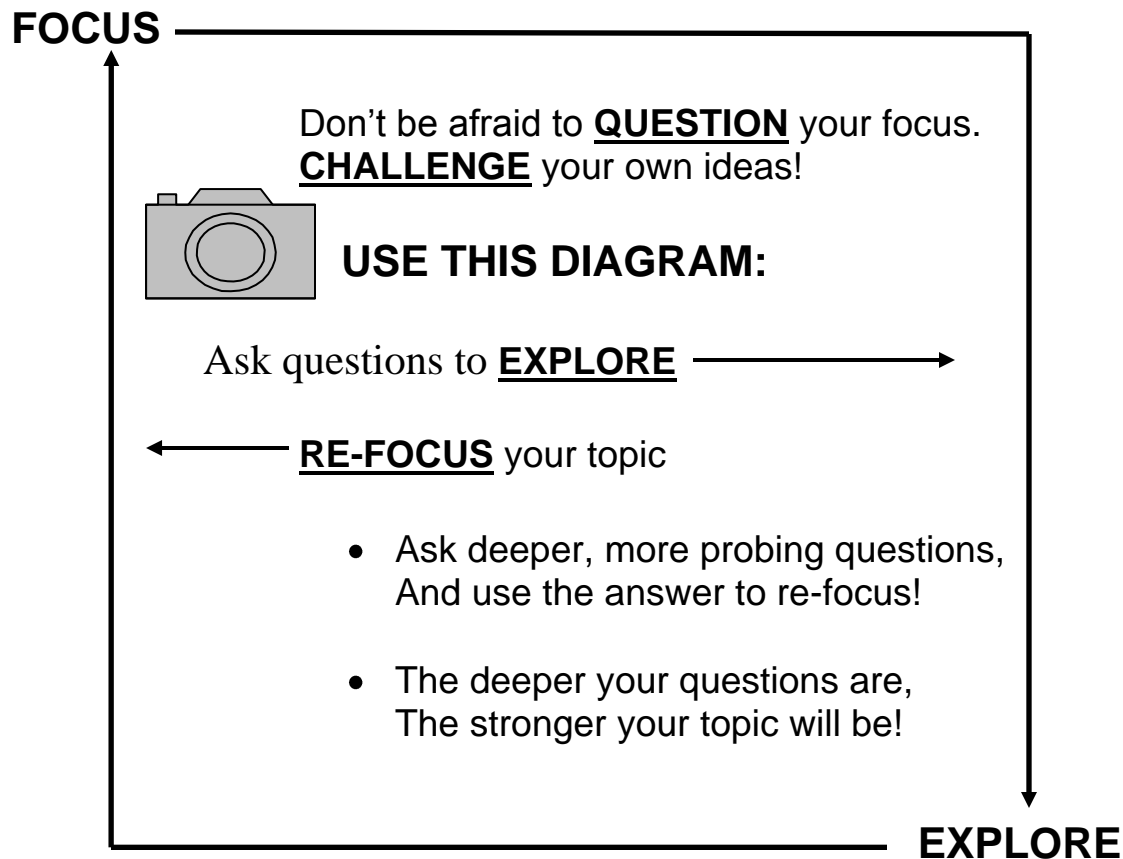 FOCUS
Don’t be afraid to QUESTION your focus.
CHALLENGE your own ideas!
USE THIS DIAGRAM:
Ask questions to EXPLORE
RE-FOCUS your topic
• Ask deeper, more probing questions,
And use the answer to re-focus!
• The deeper your questions are,
The stronger your topic will be!
EXPLORE